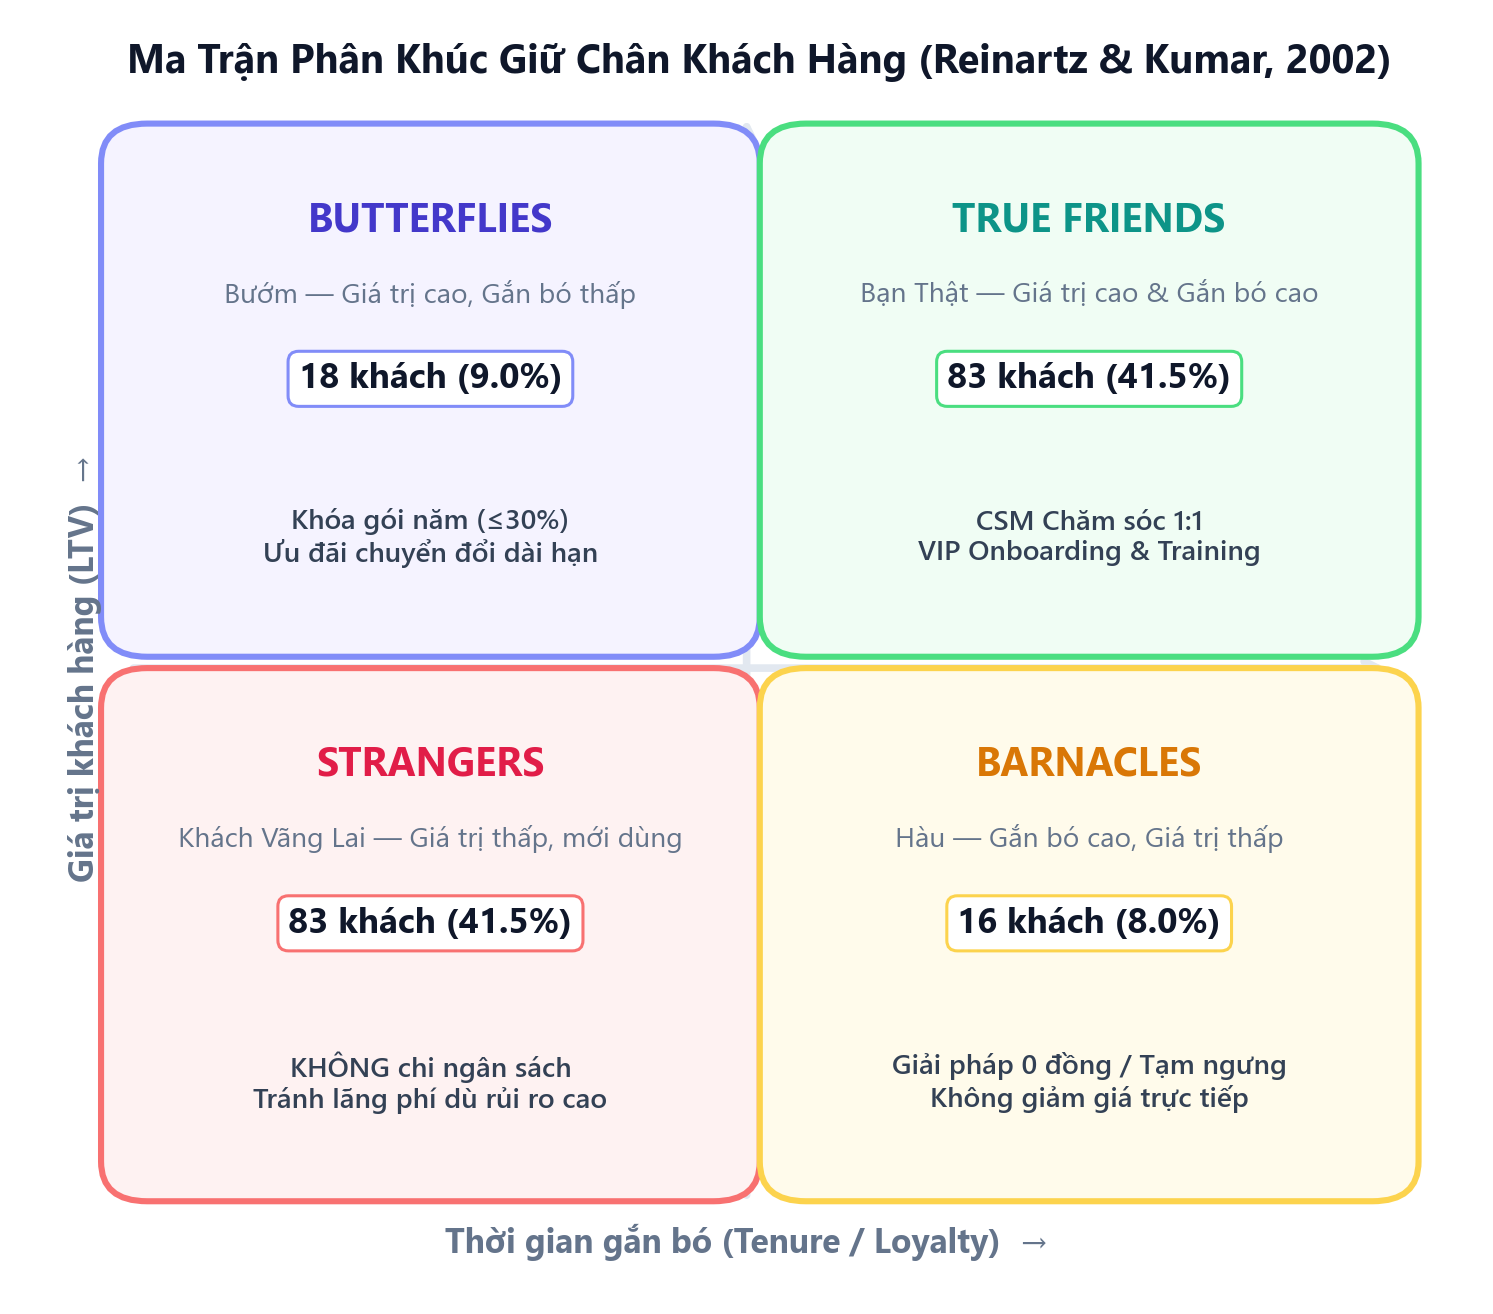 Ma Trận Phân Khúc Giữ Chân Khách Hàng (Reinartz & Kumar, 2002)
BUTTERFLIES
Bướm — Giá trị cao, Gắn bó thấp
18 khách (9.0%)
Khóa gói năm (≤30%)
Ưu đãi chuyển đổi dài hạn
TRUE FRIENDS
Bạn Thật — Giá trị cao & Gắn bó cao
83 khách (41.5%)
CSM Chăm sóc 1:1
VIP Onboarding & Training
Giá trị khách hàng (LTV) →
STRANGERS
Khách Vãng Lai — Giá trị thấp, mới dùng
83 khách (41.5%)
KHÔNG chi ngân sách
Tránh lãng phí dù rủi ro cao
BARNACLES
Hàu — Gắn bó cao, Giá trị thấp
16 khách (8.0%)
Giải pháp 0 đồng / Tạm ngưng
Không giảm giá trực tiếp
Thời gian gắn bó (Tenure / Loyalty) →